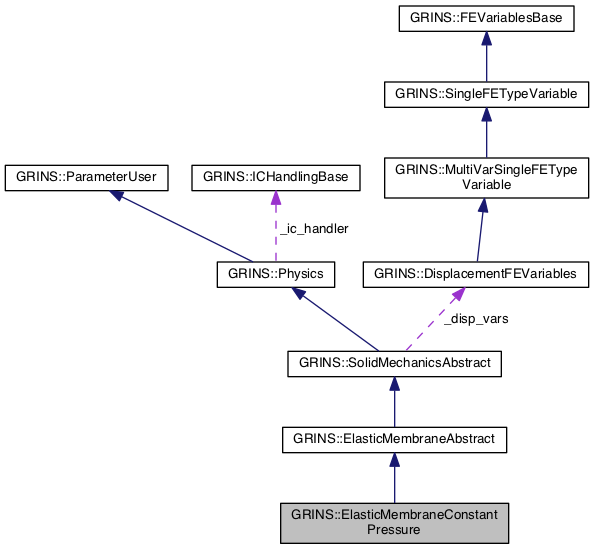 GRINS::FEVariablesBase
GRINS::SingleFETypeVariable
GRINS::ParameterUser
GRINS::ICHandlingBase
GRINS::MultiVarSingleFEType
Variable
_ic_handler
GRINS::Physics
GRINS::DisplacementFEVariables
_disp_vars
GRINS::SolidMechanicsAbstract
GRINS::ElasticMembraneAbstract
GRINS::ElasticMembraneConstant
Pressure